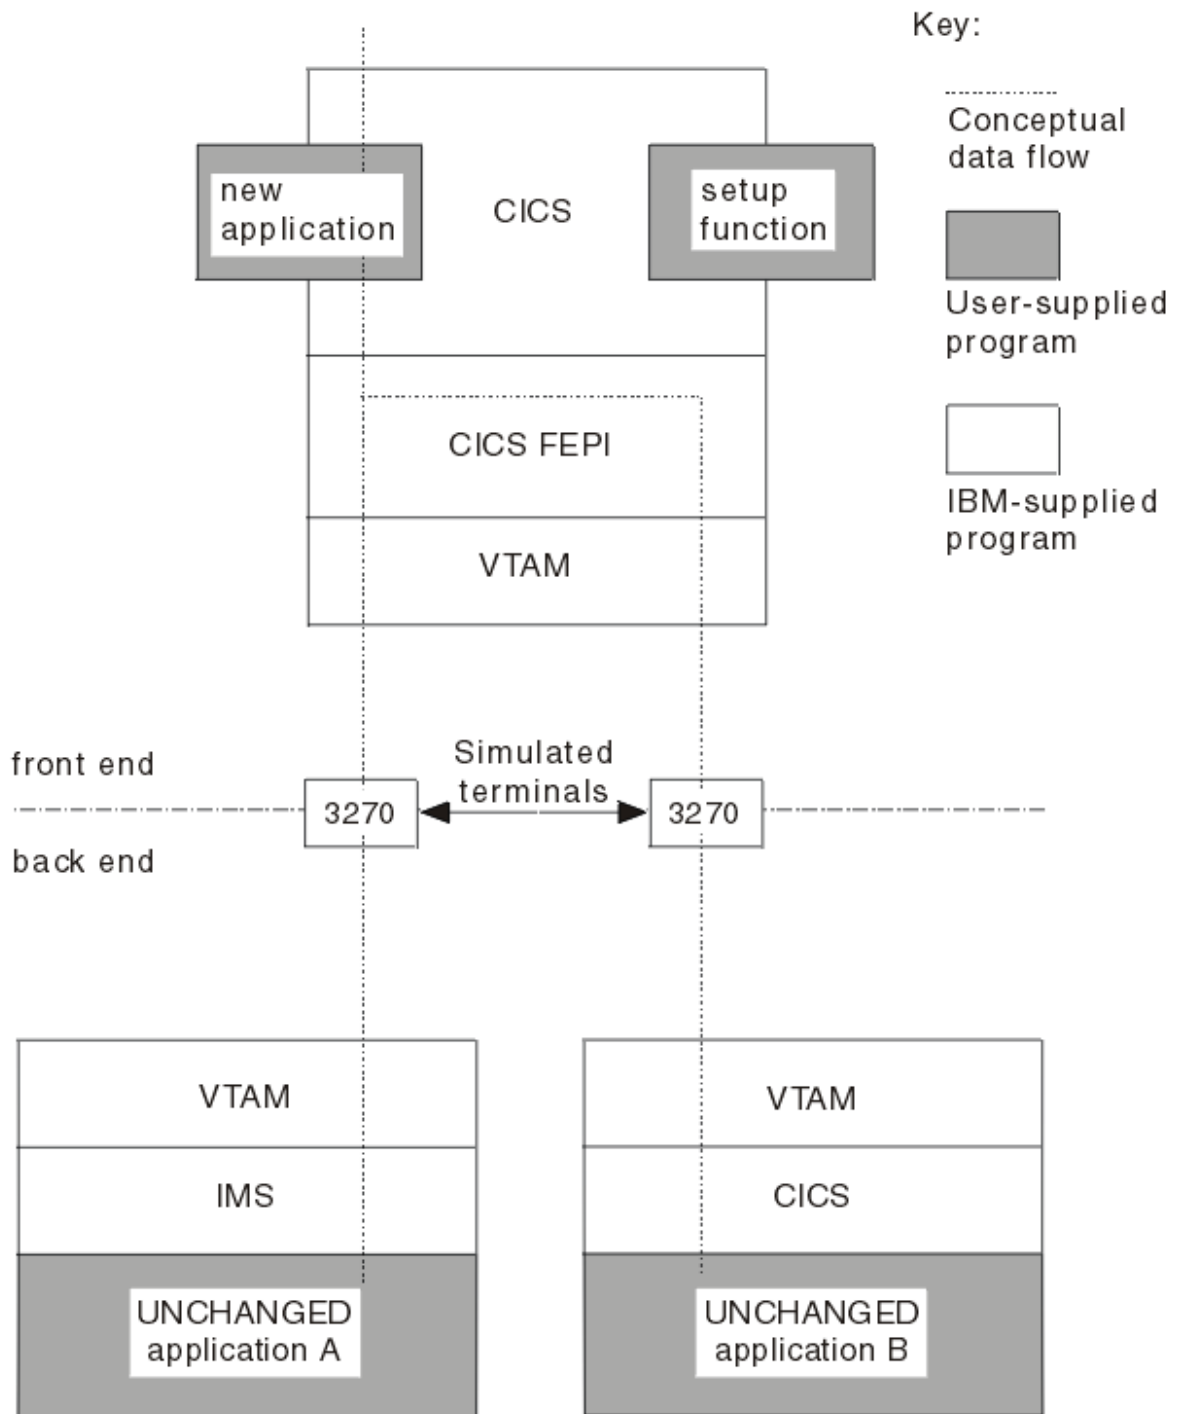 Key:
Conceptual
data flow
User-supplied
program
IBM-supplied
program
new
application
CICS
setup
function
CICS FEPI
VTAM
front end
Simulated
terminals
3270
3270
back end
VTAM
IMS
UNCHANGED
application A
VTAM
CICS
UNCHANGED
application B